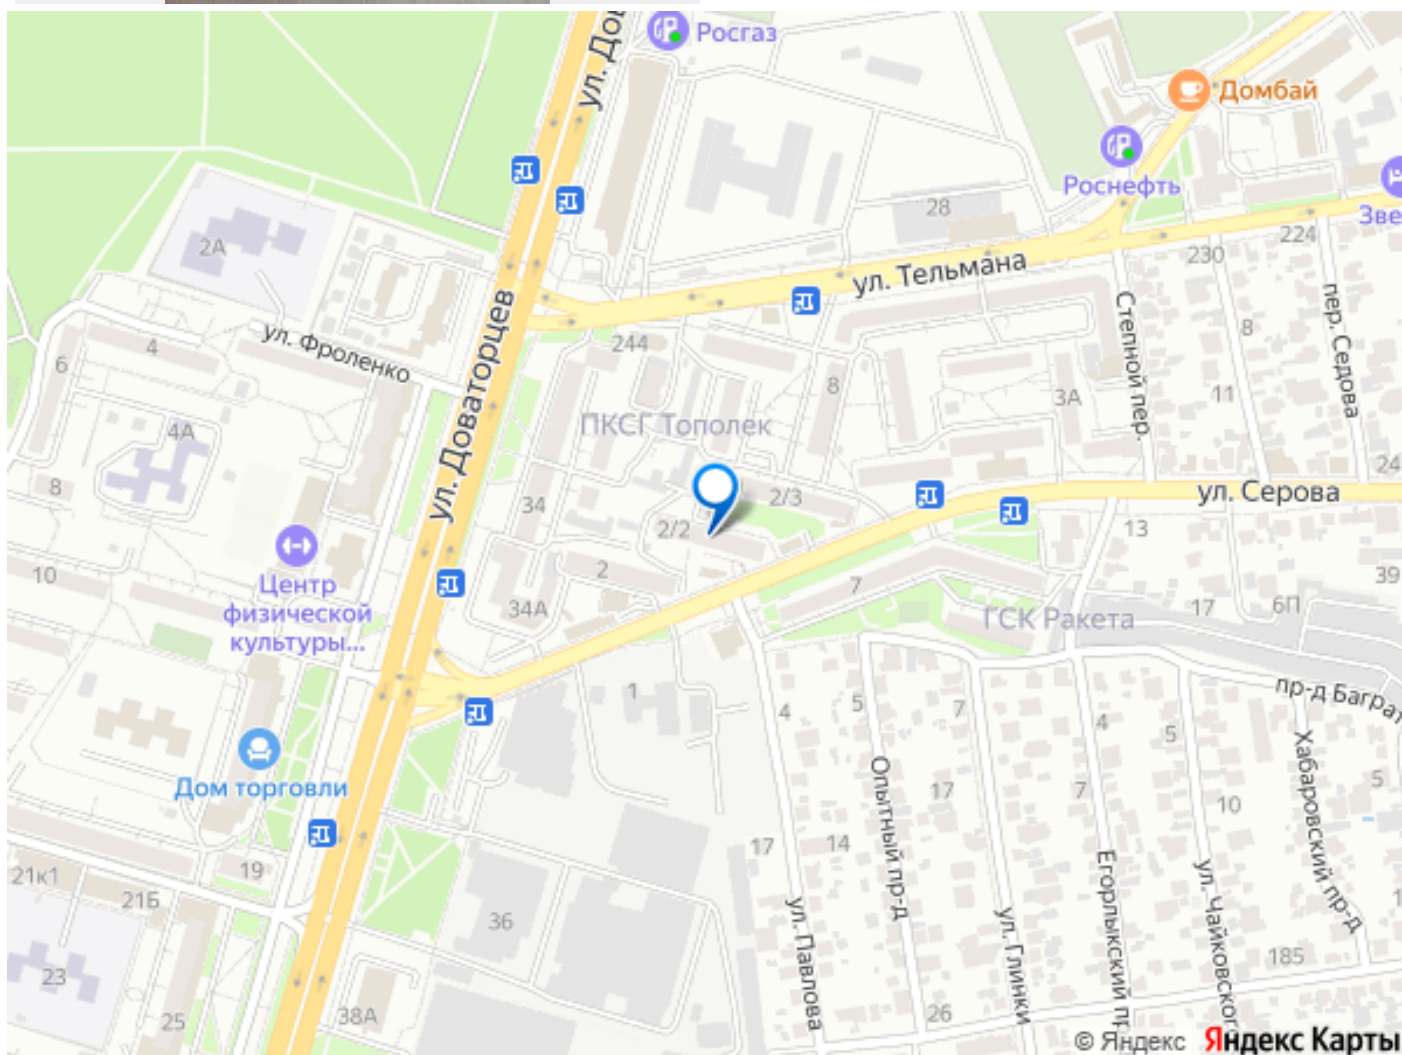 ул. Дов
Росгаз
Домбай
Роснефть
Зве
28
2А
224
230
ул. Тельмана
ул. Доваторцев
Степной пер.
пер. Седова
ул. Фроленко
244
4
6
8
8
11
3А
ПКСГ Тополек
4А
24
8
34
2/3
2/2
ул. Серова
13
Центр
физической
культуры...
10
2
34А
7
39
17
6П
ГСК Ракета
1
4
5
7
4
5
пр-д Баграт
Дом торговли
Опытный пр-д
17
7
10
5
Хабаровский пр-д
17
14
19
21к1
21Б
36
ул. Павлова
ул. Глинки
Егорлыкский пр
ул. Чайковског
1
185
23
25
38А
26
© Яндекс
Яндекс Карты